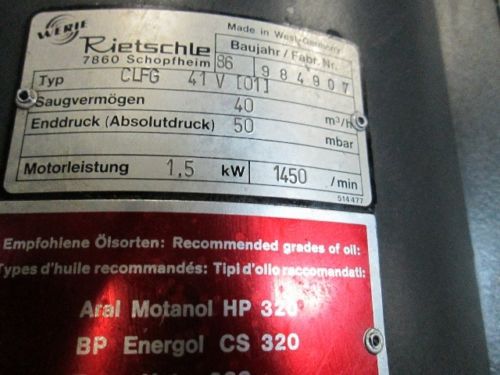 WERIE
Rietschle
7860 Schopfheim
Made in West-Germany
Baujahr / Fabr. Nr.
86 984907
Typ CLFG 41 V [01]
Saugvermögen 40 m³/h
Enddruck (Absolutdruck) 50 mbar
Motorleistung 1,5 kW 1450 /min
514477
Empfohlene Ölsorten: Recommended grades of oil:
Types d'huile recommandés: Tipi d'olio raccomandati:
Aral Motanol HP 320
BP Energol CS 320